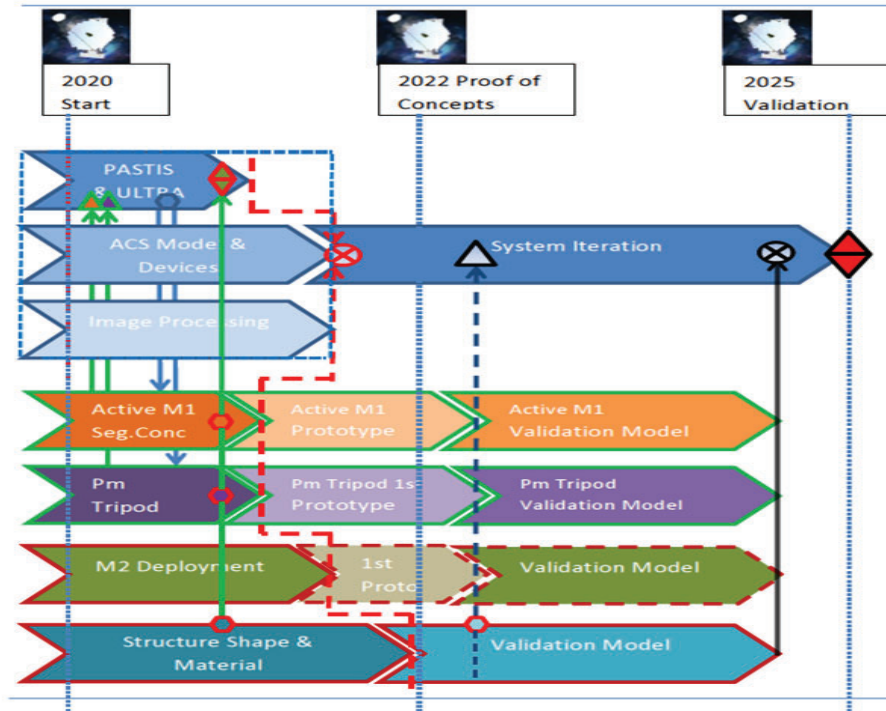 2020
Start
2022 Proof of
Concepts
2025
Validation
PASTIS
& ULTRA
ACS Model &
Devices
System Iteration
Image Processing
Active M1
Seg.Conc
Active M1
Prototype
Active M1
Validation Model
Pm
Tripod
Pm Tripod 1s
Prototype
Pm Tripod
Validation Model
M2 Deployment
1st
Proto
Validation Model
Structure Shape &
Material
Validation Model